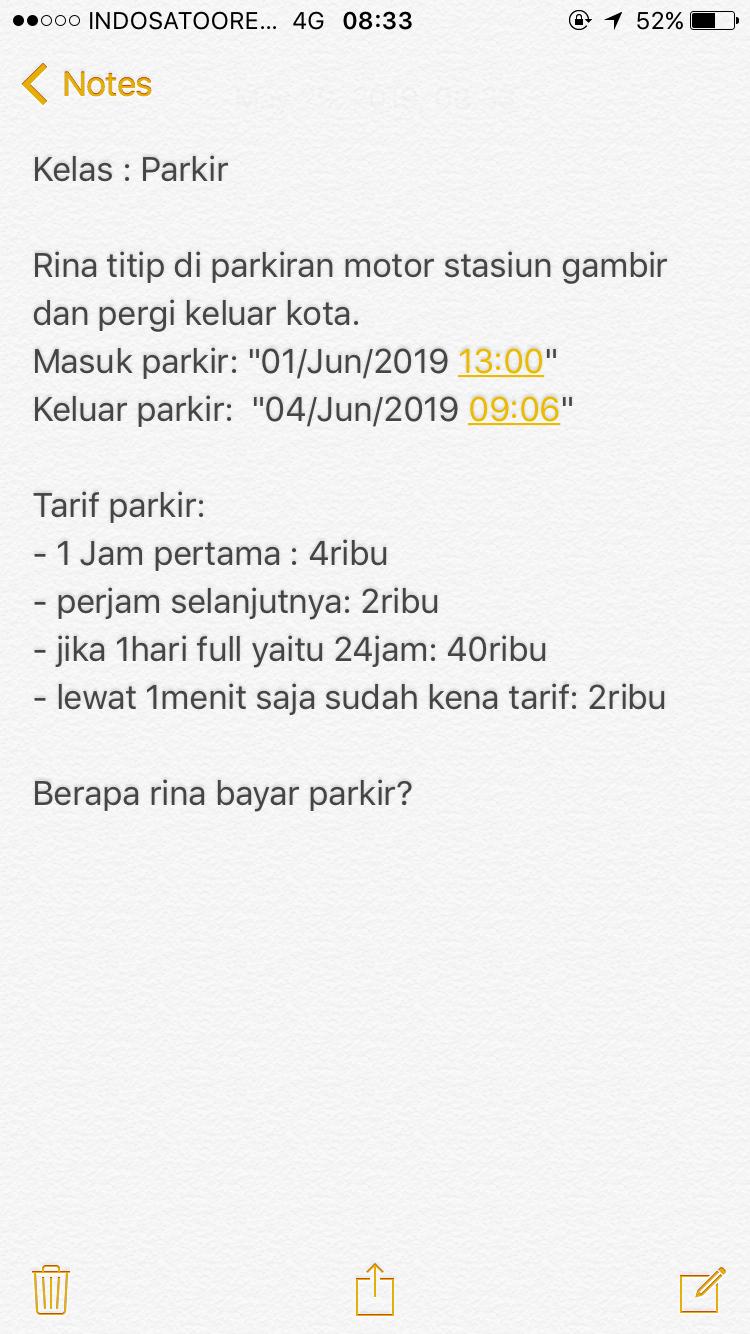 INDOSATOORE... 4G 08:33 52%
Notes
Kelas : Parkir
Rina titip di parkiran motor stasiun gambir
dan pergi keluar kota.
Masuk parkir: "01/Jun/2019 13:00"
Keluar parkir:  "04/Jun/2019 09:06"
Tarif parkir:
- 1 Jam pertama : 4ribu
- perjam selanjutnya: 2ribu
- jika 1hari full yaitu 24jam: 40ribu
- lewat 1menit saja sudah kena tarif: 2ribu
Berapa rina bayar parkir?